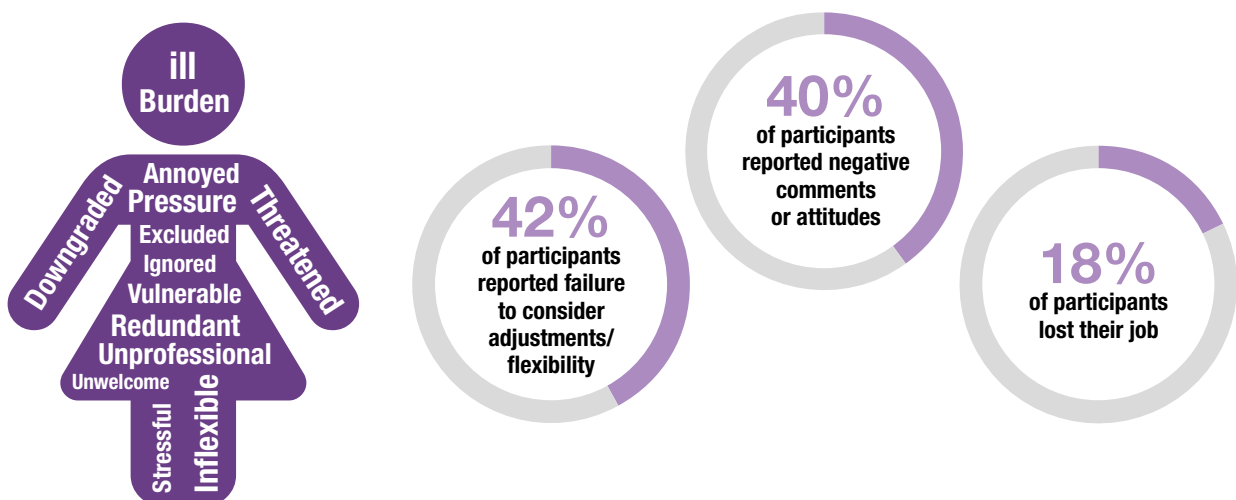 ill
Burden
Annoyed
Pressure
Downgraded
Threatened
Excluded
Ignored
Vulnerable
Redundant
Unprofessional
Unwelcome
Stressful
Inflexible
42%
of participants
reported failure
to consider
adjustments/
flexibility
40%
of participants
reported negative
comments
or attitudes
18%
of participants
lost their job